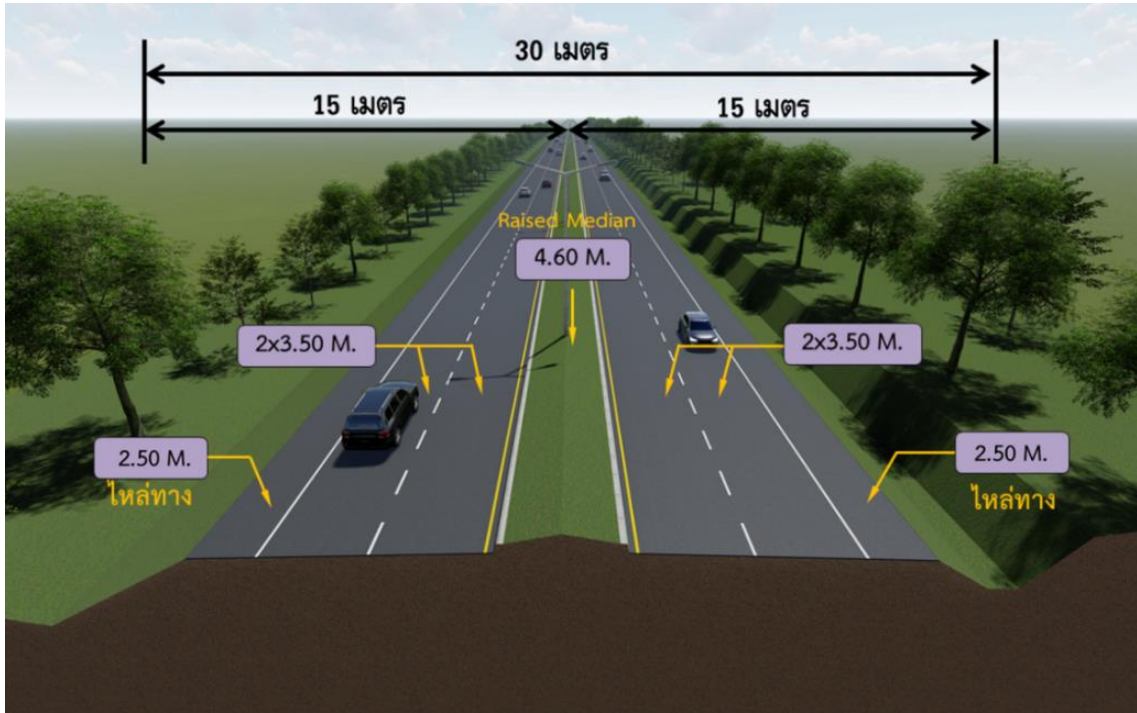 30 เมตร
15 เมตร
15 เมตร
Raised Median
4.60 M.
2x3.50 M.
2x3.50 M.
2.50 M.
ไหล่ทาง
2.50 M.
ไหล่ทาง